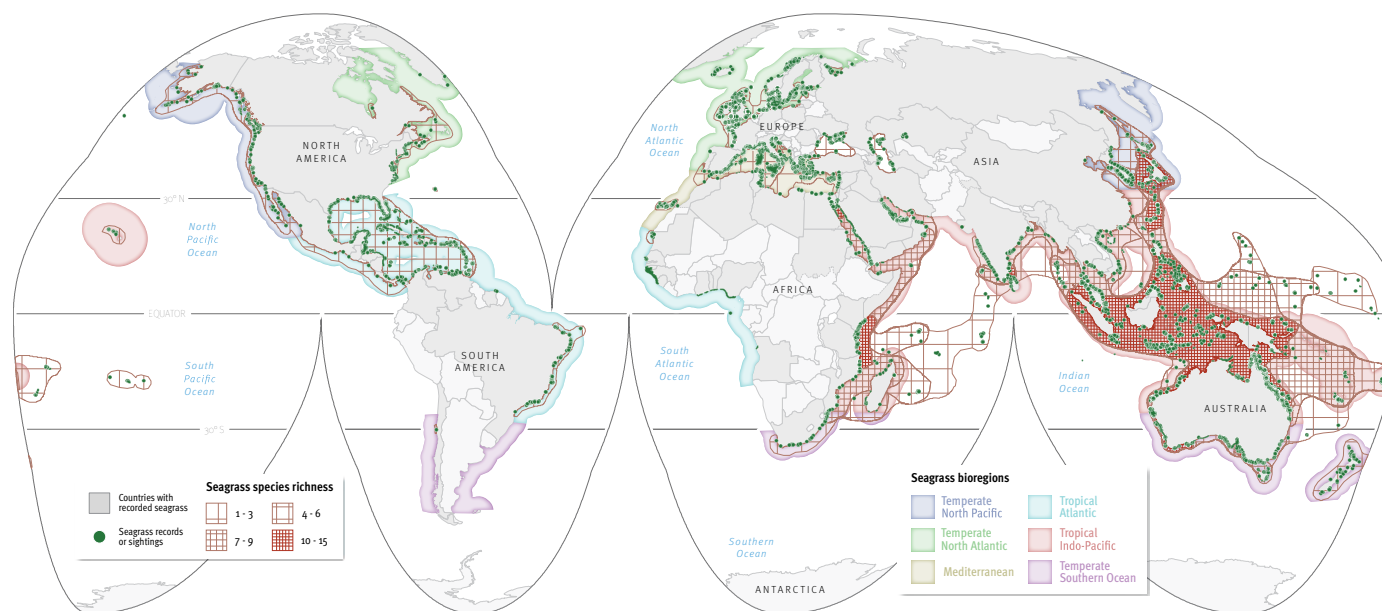 NORTH
AMERICA
North
Atlantic
Ocean
EUROPE
ASIA
30° N
North
Pacific
Ocean
AFRICA
EQUATOR
SOUTH
AMERICA
South
Pacific
Ocean
South
Atlantic
Ocean
Indian
Ocean
AUSTRALIA
30° S
Countries with
recorded seagrass
Seagrass records
or sightings
Seagrass species richness
1 - 3
4 - 6
7 - 9
10 - 15
Seagrass bioregions
Temperate
North Pacific
Tropical
Atlantic
Temperate
North Atlantic
Tropical
Indo-Pacific
Mediterranean
Temperate
Southern Ocean
Southern
Ocean
ANTARCTICA